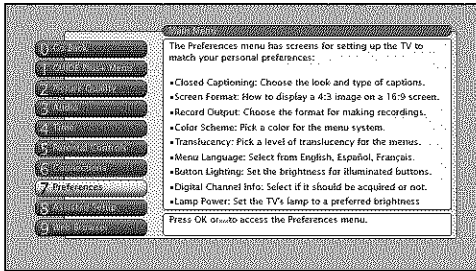 Main Menu
The Preferences menu has screens for setting up the TV to
match your personal preferences:
•Closed Captioning: Choose the look and type of captions.
•Screen Format: How to display a 4:3 image on a 16:9 screen.
•Record Output: Choose the format for making recordings.
•Color Scheme: Pick a color for the menu system.
•Translucency: Pick a level of translucency for the menus.
•Menu Language: Select from English, Español, Français.
•Button Lighting: Set the brightness for illuminated buttons.
•Digital Channel Info: Select if it should be acquired or not.
•Lamp Power: Set the TV's lamp to a preferred brightness
Press OK or to access the Preferences menu.
0
1
2
3
4
5
6
7 Preferences
8
9